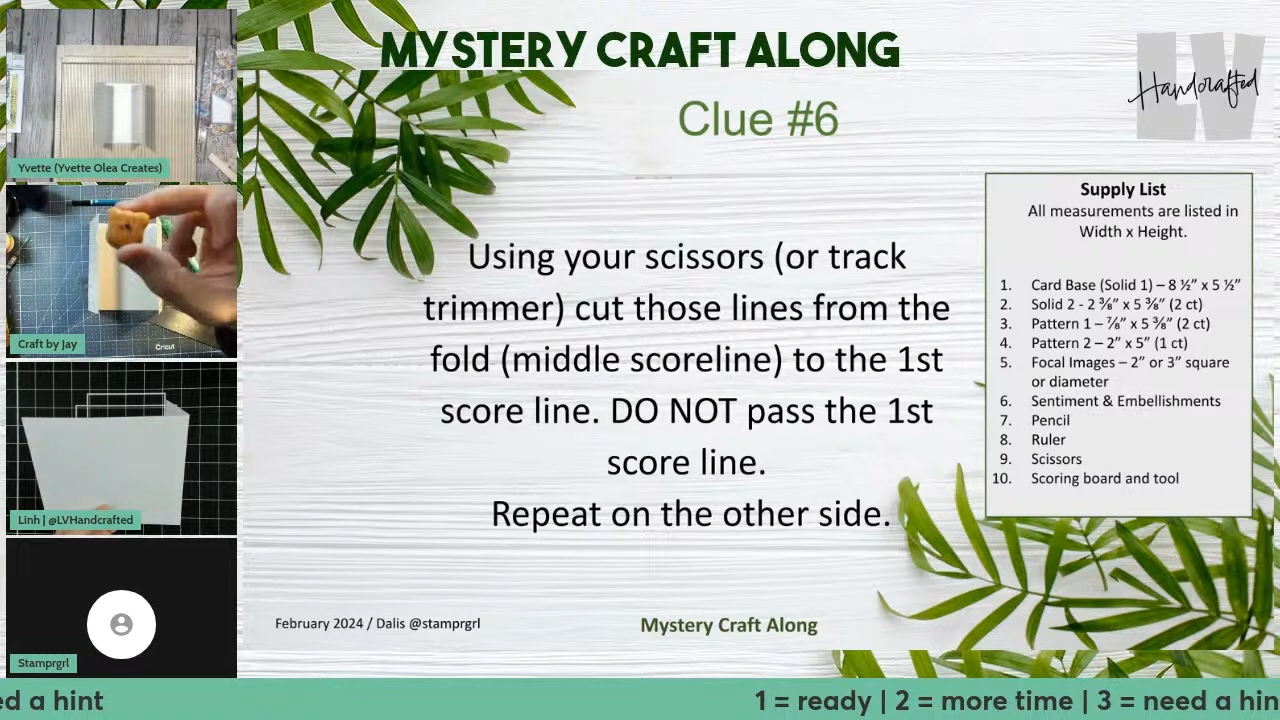 MYSTERY CRAFT ALONG
Clue #6
Handcrafted
Yvette (Yvette Olea Creates)
Craft by Jay
Cricut
Linh | @LVHandcrafted
Stamprgrl
Using your scissors (or track
trimmer) cut those lines from the
fold (middle scoreline) to the 1st
score line. DO NOT pass the 1st
score line.
Repeat on the other side.
Supply List
All measurements are listed in
Width x Height.
1. Card Base (Solid 1) – 8 ½” x 5 ½”
2. Solid 2 - 2 ⅜” x 5 ⅜” (2 ct)
3. Pattern 1 – ⅞” x 5 ⅜” (2 ct)
4. Pattern 2 – 2” x 5” (1 ct)
5. Focal Images – 2” or 3” square
or diameter
6. Sentiment & Embellishments
7. Pencil
8. Ruler
9. Scissors
10. Scoring board and tool
February 2024 / Dalis @stamprgrl
Mystery Craft Along
ed a hint
1 = ready | 2 = more time | 3 = need a hin